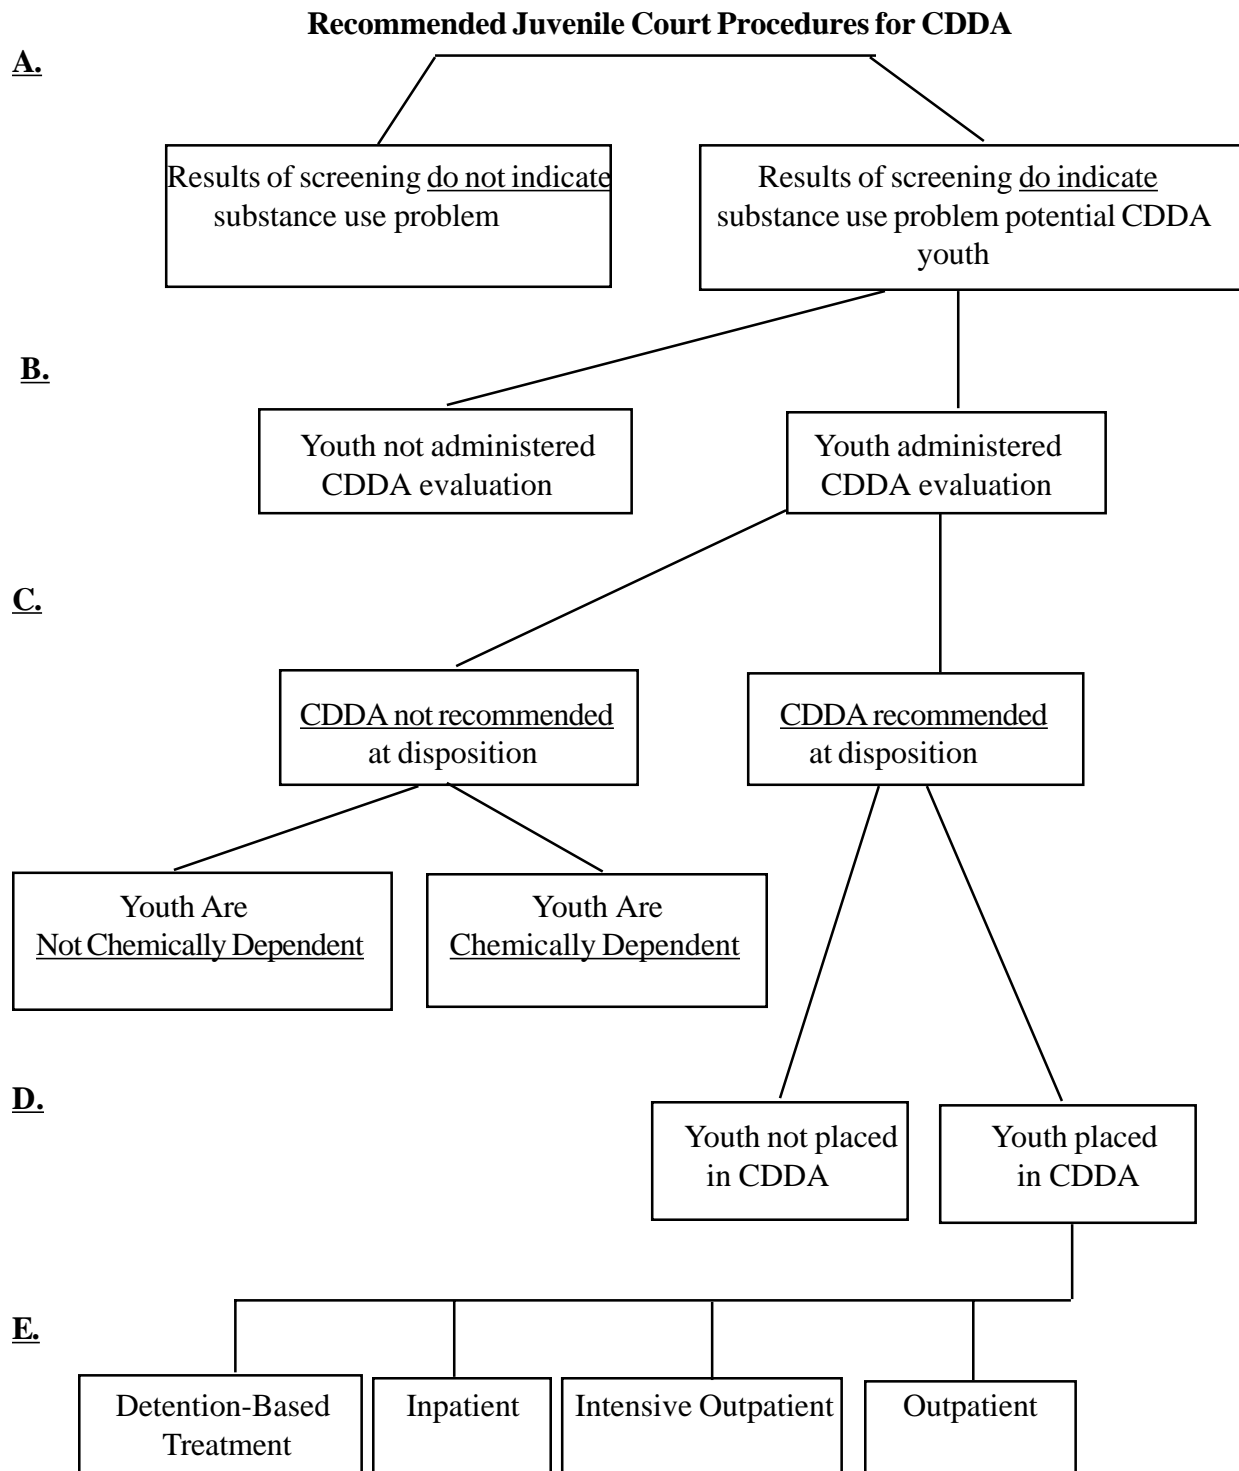 Recommended Juvenile Court Procedures for CDDA
A.
Results of screening do not indicate
substance use problem
Results of screening do indicate
substance use problem potential CDDA
youth
B.
Youth not administered
CDDA evaluation
Youth administered
CDDA evaluation
C.
CDDA not recommended
at disposition
CDDA recommended
at disposition
Youth Are
Not Chemically Dependent
Youth Are
Chemically Dependent
D.
Youth not placed
in CDDA
Youth placed
in CDDA
E.
Detention-Based
Treatment
Inpatient
Intensive Outpatient
Outpatient